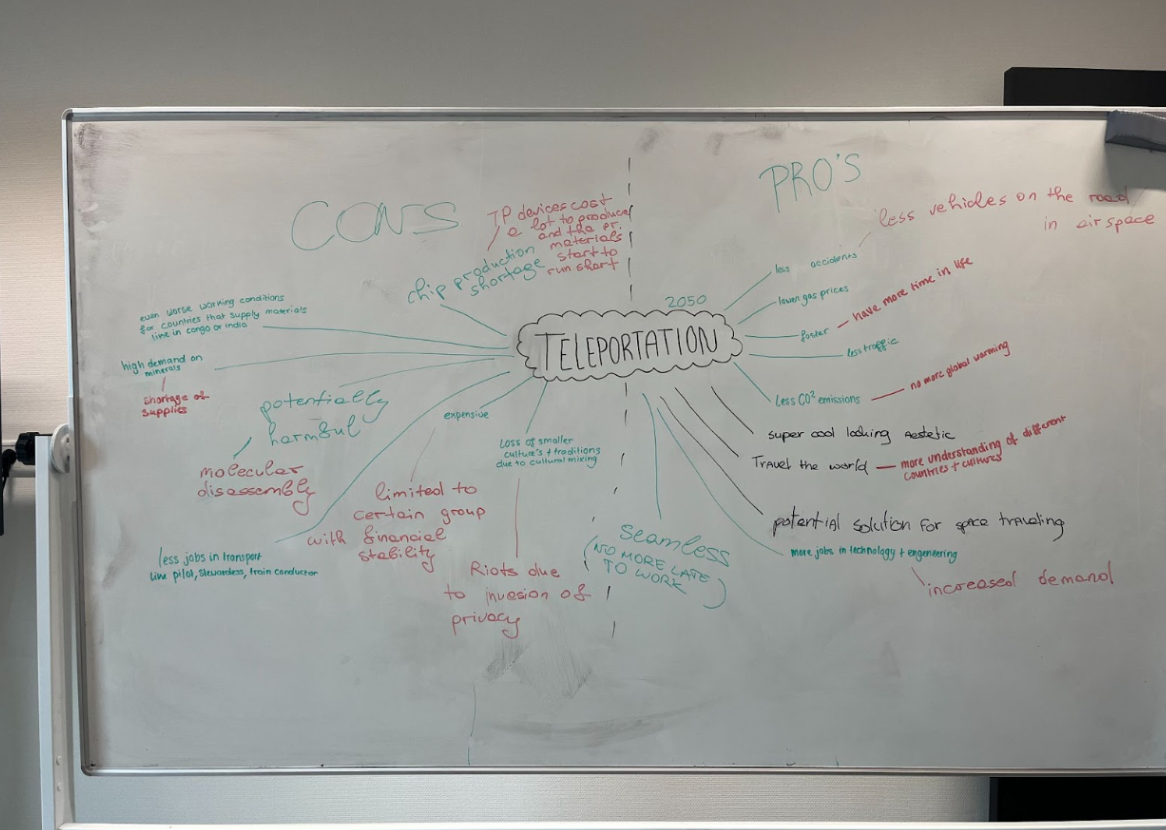 CONS
PRO'S
2050
TELEPORTATION
TP devices cost
a lot to produce
and the pr.
materials
start to
run short
chip production
shortage
even worse working conditions
for countries that supply materials
like in congo or india
high demand on
minerals
shortage of
supplies
potentially
harmful
molecular
disassembly
less jobs in transport
like pilot, stewardess, train conductor
expensive
limited to
certain group
with financial
stability
Loss of smaller
culture's + traditions
due to cultural mixing
Riots due
to invasion of
privacy
less accidents
less vehicles on the road
in airspace
lower gas prices
faster
have more time in life
less traffic
Less CO² emissions
no more global warming
super cool looking aestetic
Travel the world
more understanding of different
countries + cultures
potential solution for space traveling
more jobs in technology + engeneering
increased demand
Seamless
(NO MORE LATE
TO WORK)